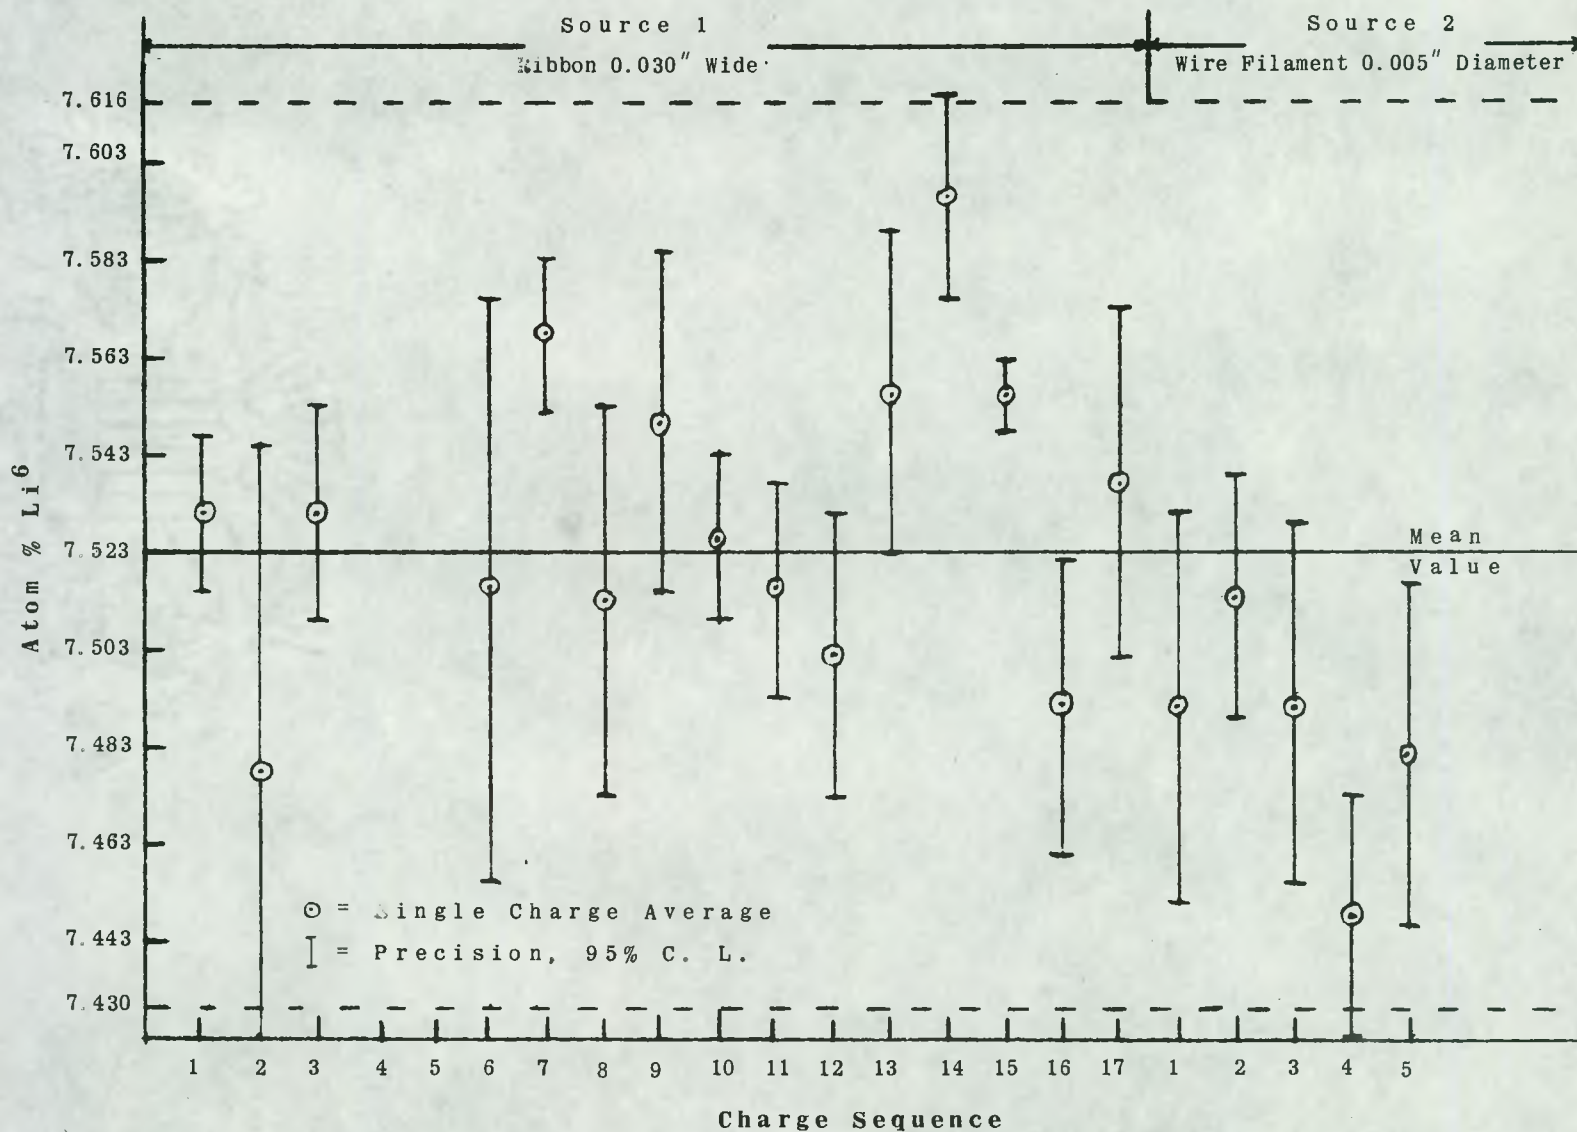 Source 1
Source 2
Ribbon 0.030" Wide
Wire Filament 0.005" Diameter
7.616
7.603
7.583
7.563
7.543
7.523
7.503
7.483
7.463
7.443
7.430
Atom % Li⁶
Mean
Value
⊙ = Single Charge Average
I = Precision, 95% C. L.
1 2 3 4 5 6 7 8 9 10 11 12 13 14 15 16 17 1 2 3 4 5
Charge Sequence